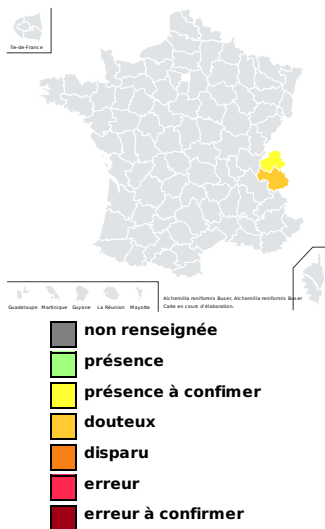 Île-de-France
Guadeloupe Martinique Guyane La Réunion Mayotte
Alchemilla reniformis Buser, Alchemilla reniformis Buser
Carte en cours d'élaboration.
non renseignée
présence
présence à confimer
douteux
disparu
erreur
erreur à confirmer